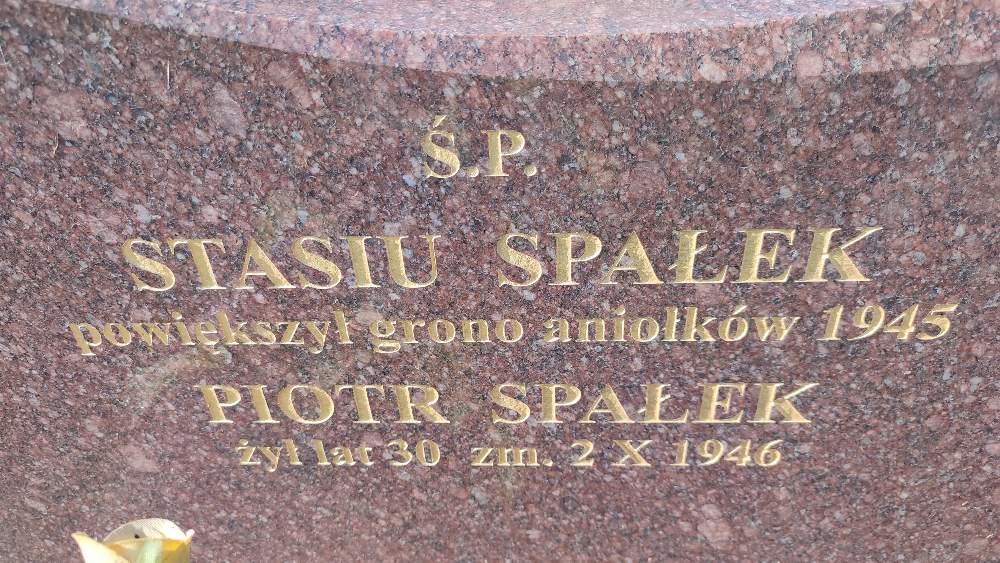 Ś.P.
STASIU SPAŁEK
powiększył grono aniołków 1945
PIOTR SPAŁEK
żył lat 30 zm. 2 X 1946